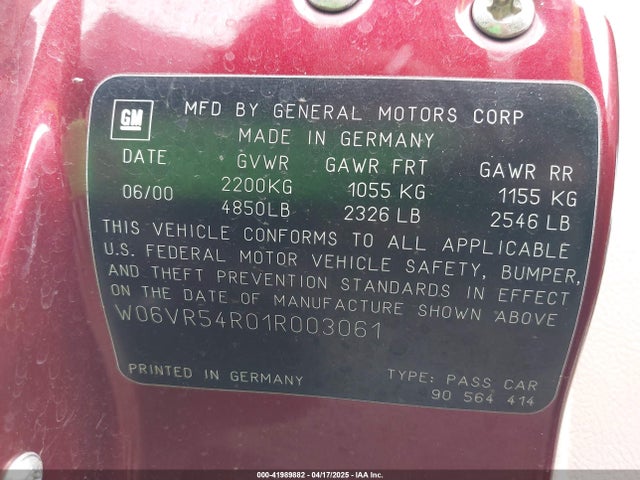 GM
MFD BY GENERAL MOTORS CORP
MADE IN GERMANY
DATE GVWR GAWR FRT GAWR RR
06/00 2200KG 1055 KG 1155 KG
4850LB 2326 LB 2546 LB
THIS VEHICLE CONFORMS TO ALL APPLICABLE
U.S. FEDERAL MOTOR VEHICLE SAFETY, BUMPER,
AND THEFT PREVENTION STANDARDS IN EFFECT
ON THE DATE OF MANUFACTURE SHOWN ABOVE
W06VR54R01R003061
PRINTED IN GERMANY TYPE: PASS CAR
90 564 414
000-41989882 - 04/17/2025 - IAA Inc.